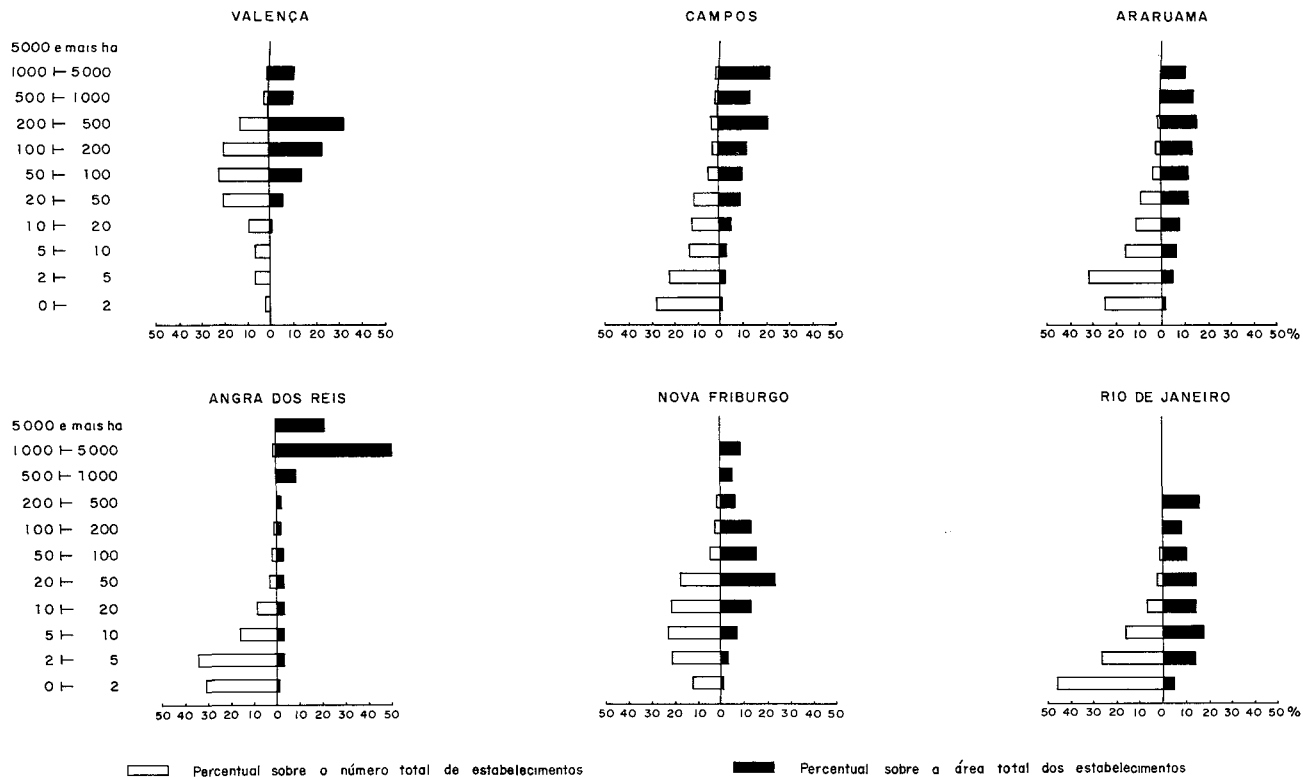 VALENÇA CAMPOS ARARUAMA
5000 e mais ha
1000 ⊢ 5000
500 ⊢ 1000
200 ⊢ 500
100 ⊢ 200
50 ⊢ 100
20 ⊢ 50
10 ⊢ 20
5 ⊢ 10
2 ⊢ 5
0 ⊢ 2
50 40 30 20 10 0 10 20 30 40 50 50 40 30 20 10 0 10 20 30 40 50 50 40 30 20 10 0 10 20 30 40 50%
ANGRA DOS REIS NOVA FRIBURGO RIO DE JANEIRO
5000 e mais ha
1000 ⊢ 5000
500 ⊢ 1000
200 ⊢ 500
100 ⊢ 200
50 ⊢ 100
20 ⊢ 50
10 ⊢ 20
5 ⊢ 10
2 ⊢ 5
0 ⊢ 2
50 40 30 20 10 0 10 20 30 40 50 50 40 30 20 10 0 10 20 30 40 50 50 40 30 20 10 0 10 20 30 40 50%
Percentual sobre o número total de estabelecimentos Percentual sobre a área total dos estabelecimentos